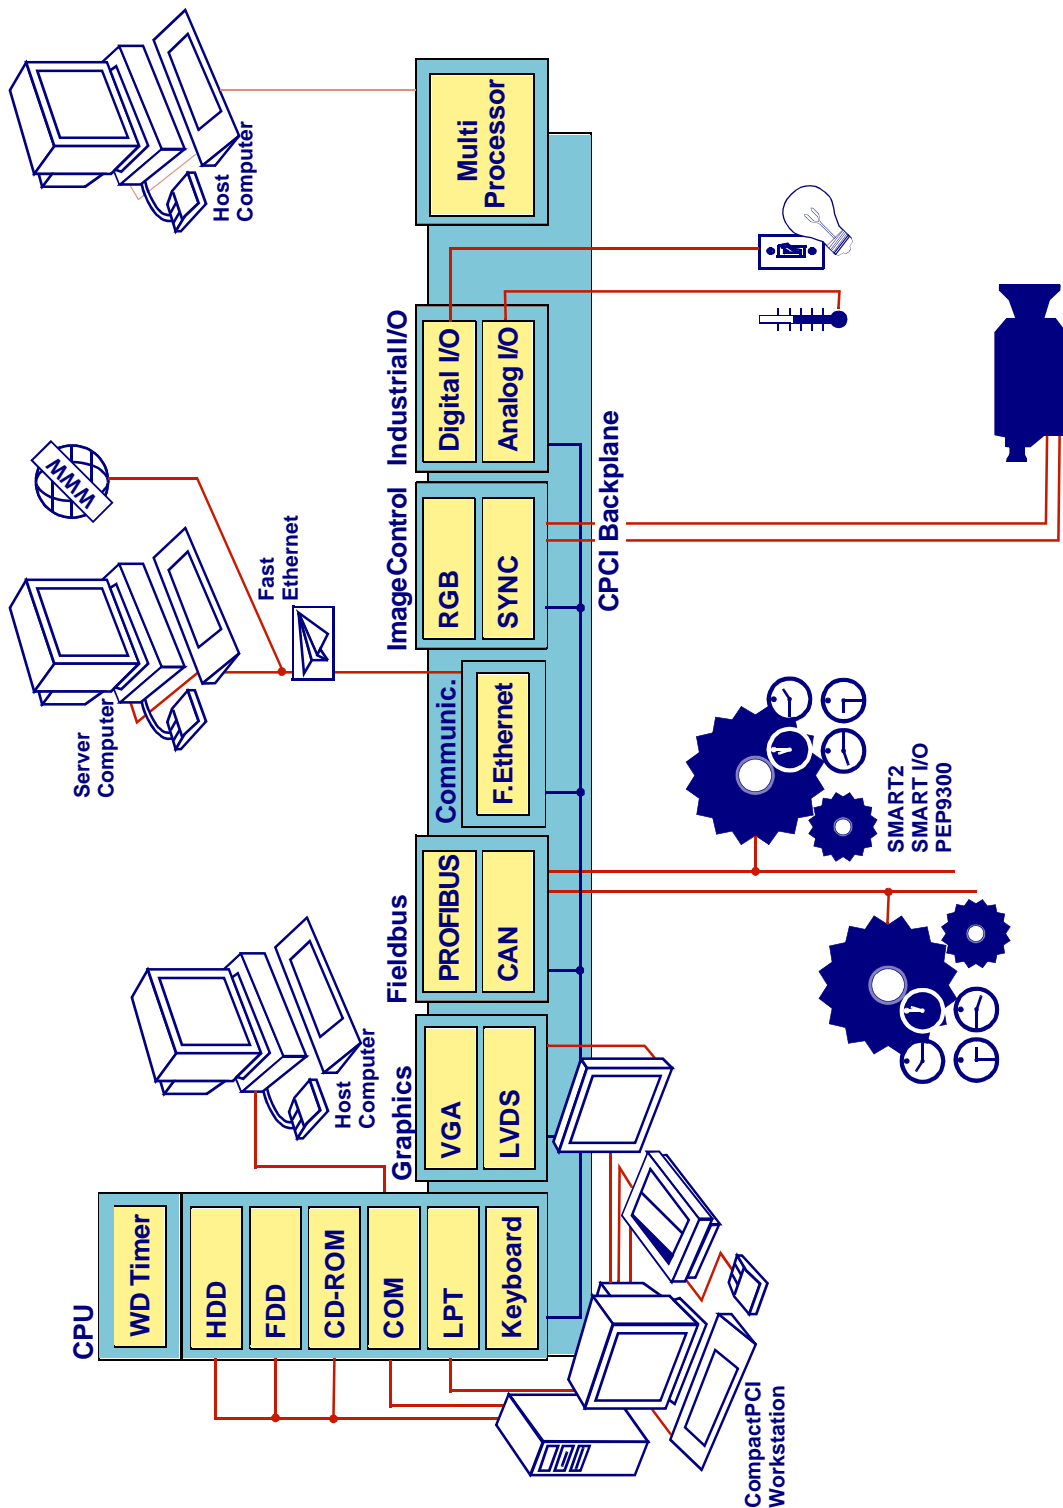 CPU
WD Timer
HDD
FDD
CD-ROM
COM
LPT
Keyboard
CompactPCI
Workstation
Host
Computer
Graphics
VGA
LVDS
Fieldbus
PROFIBUS
CAN
Server
Computer
Communic.
F.Ethernet
Fast
Ethernet
WWW
SMART2
SMART I/O
PEP9300
ImageControl
RGB
SYNC
IndustrialI/O
Digital I/O
Analog I/O
CPCI Backplane
Host
Computer
Multi
Processor